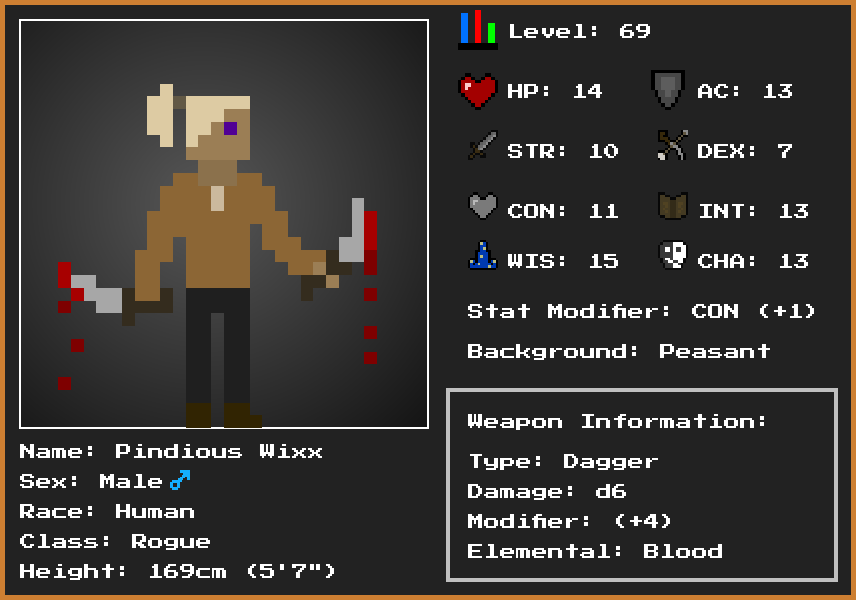 Level: 69
HP: 14 AC: 13
STR: 10 DEX: 7
CON: 11 INT: 13
WIS: 15 CHA: 13
Stat Modifier: CON (+1)
Background: Peasant
Weapon Information:
Type: Dagger
Damage: d6
Modifier: (+4)
Elemental: Blood
Name: Pindious Wixx
Sex: Male♂
Race: Human
Class: Rogue
Height: 169cm (5'7")